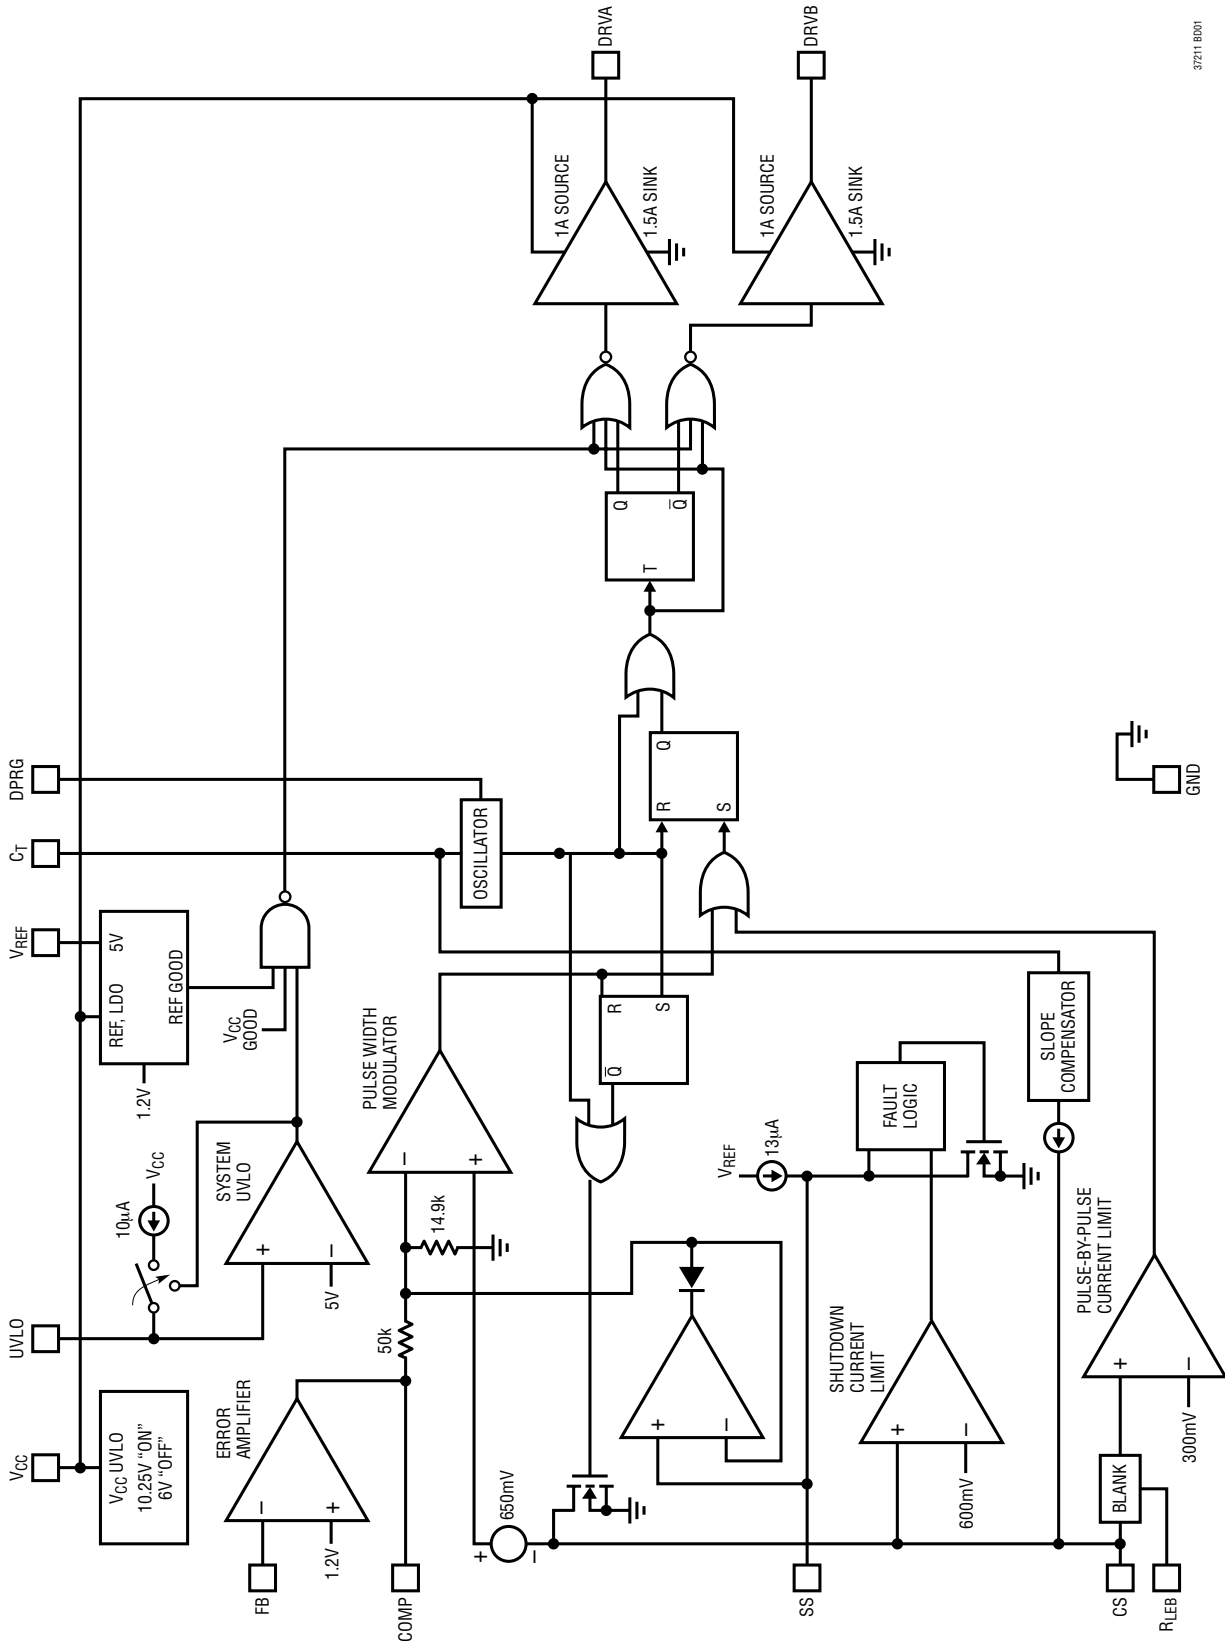 VCC
UVLO
VREF
CT
DPRG
VCC UVLO
10.25V “ON”
6V “OFF”
10µA
VCC
1.2V
REF, LDO
5V
REF GOOD
VCC
GOOD
SYSTEM
UVLO
+
–
5V
ERROR
AMPLIFIER
–
+
FB
1.2V
COMP
50k
14.9k
PULSE WIDTH
MODULATOR
–
+
OSCILLATOR
+
650mV
–
R
S
Q
R
S
Q
T
Q
Q
1A SOURCE
1.5A SINK
DRVA
1A SOURCE
1.5A SINK
DRVB
+
–
SS
VREF
13µA
FAULT
LOGIC
SHUTDOWN
CURRENT
LIMIT
+
–
600mV
SLOPE
COMPENSATOR
PULSE-BY-PULSE
CURRENT LIMIT
+
–
300mV
BLANK
CS
RLEB
GND
37211 BD01